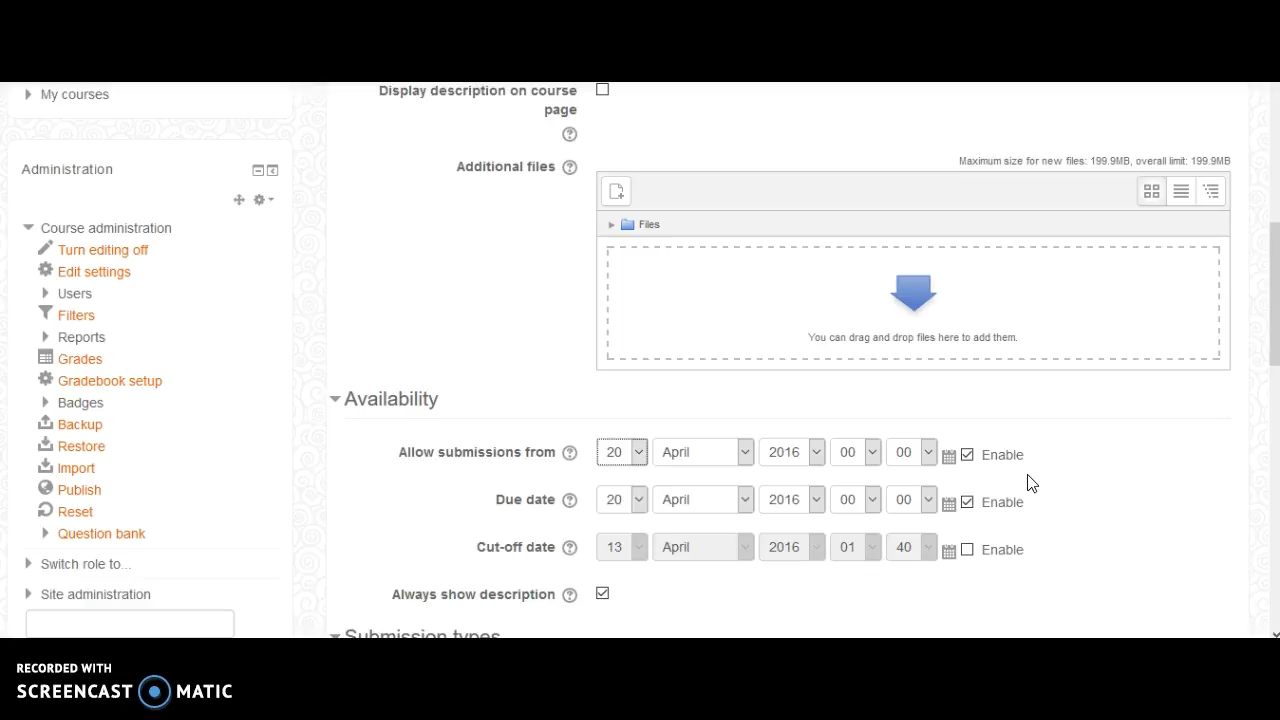 My courses
Administration
Course administration
Turn editing off
Edit settings
Users
Filters
Reports
Grades
Gradebook setup
Badges
Backup
Restore
Import
Publish
Reset
Question bank
Switch role to...
Site administration
Display description on course
page
Additional files
Maximum size for new files: 199.9MB, overall limit: 199.9MB
Files
You can drag and drop files here to add them.
Availability
Allow submissions from 20 April 2016 00 00 Enable
Due date 20 April 2016 00 00 Enable
Cut-off date 13 April 2016 01 40 Enable
Always show description
Submission types
RECORDED WITH
SCREENCAST MATIC